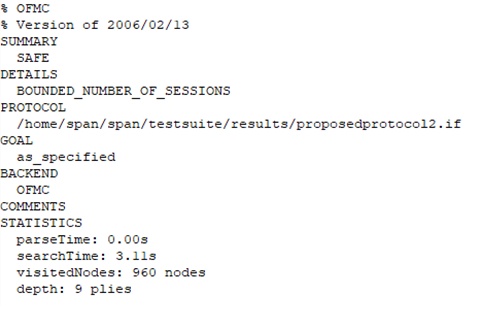 % OFMC
% Version of 2006/02/13
SUMMARY
SAFE
DETAILS
BOUNDED_NUMBER_OF_SESSIONS
PROTOCOL
/home/span/span/testsuite/results/proposedprotocol2.if
GOAL
as_specified
BACKEND
OFMC
COMMENTS
STATISTICS
parseTime: 0.00s
searchTime: 3.11s
visitedNodes: 960 nodes
depth: 9 plies